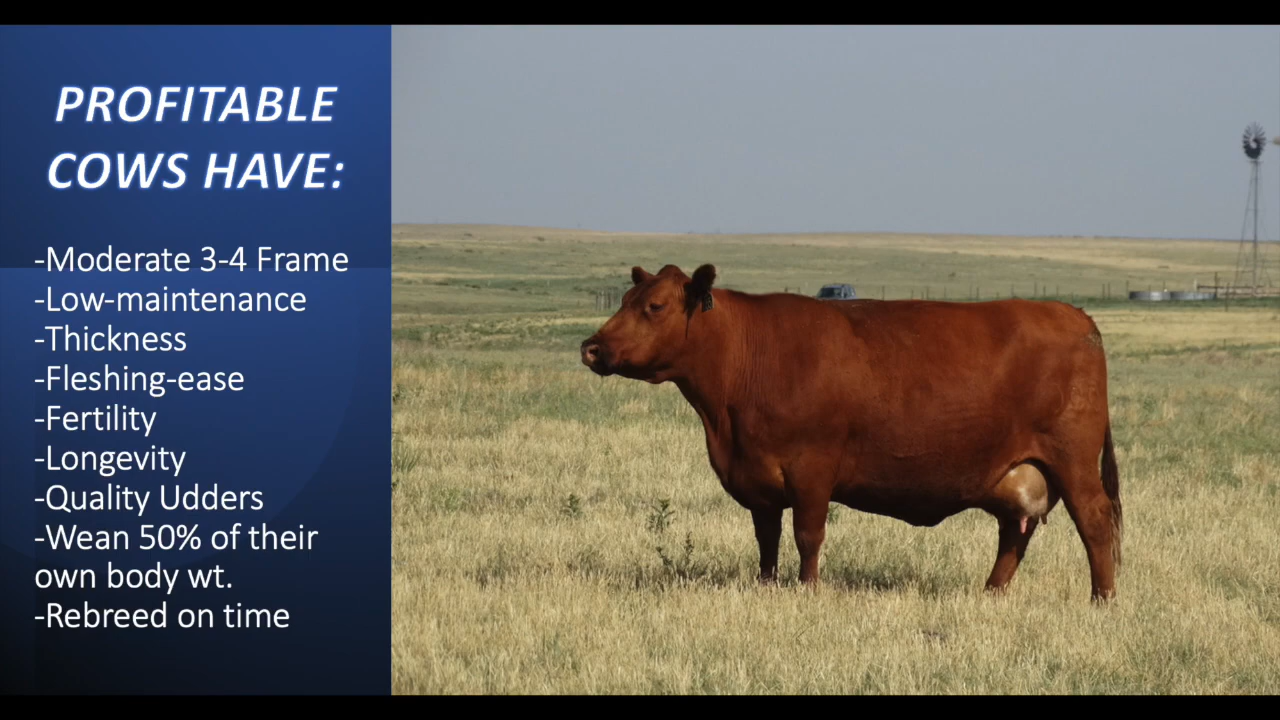 PROFITABLE
COWS HAVE:
-Moderate 3-4 Frame
-Low-maintenance
-Thickness
-Fleshing-ease
-Fertility
-Longevity
-Quality Udders
-Wean 50% of their
own body wt.
-Rebreed on time